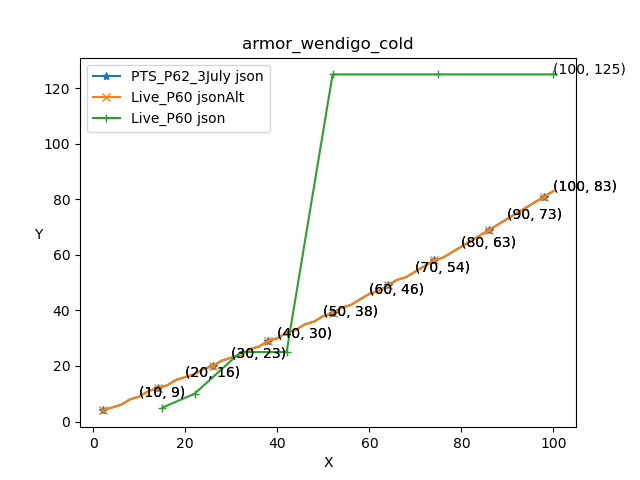 armor_wendigo_cold
PTS_P62_3July json
Live_P60 jsonAlt
Live_P60 json
(100, 125)
(100, 83)
(90, 73)
(80, 63)
(70, 54)
(60, 46)
(50, 38)
(40, 30)
(30, 23)
(20, 16)
(10, 9)
Y
120
100
80
60
40
20
0
0 20 40 60 80 100
X